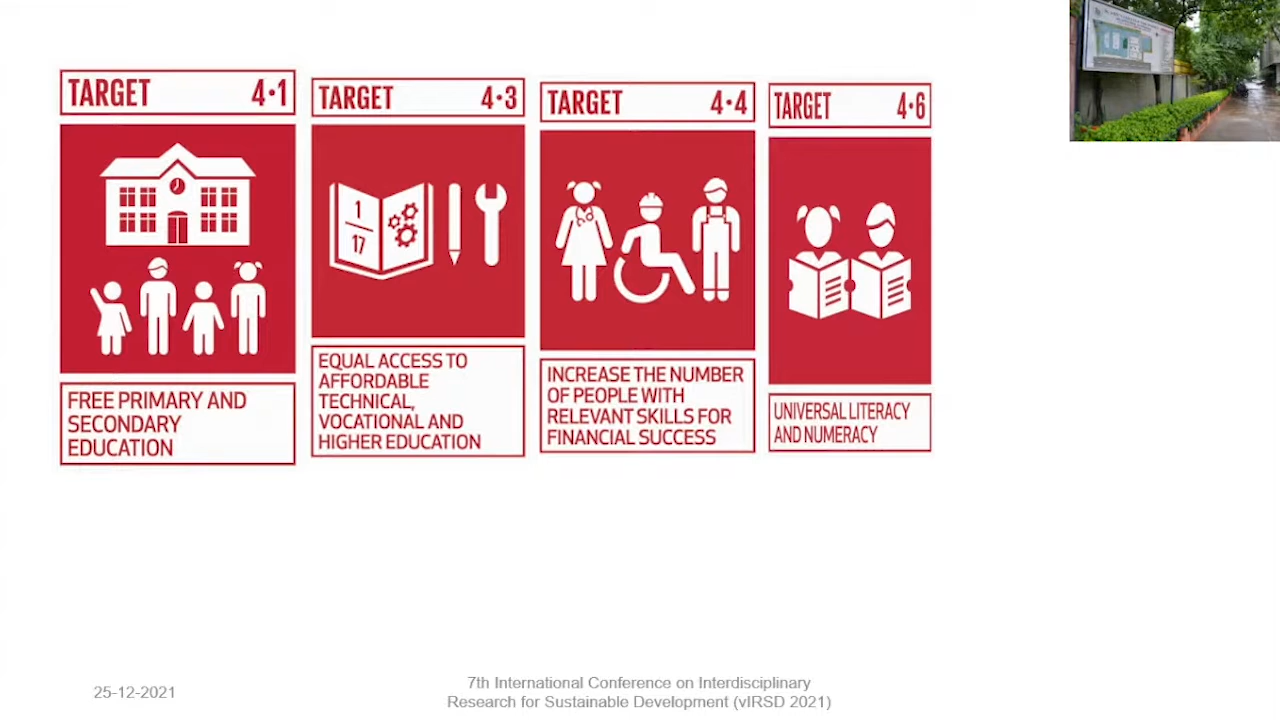 TARGET 4·1
FREE PRIMARY AND
SECONDARY
EDUCATION
TARGET 4·3
1
17
EQUAL ACCESS TO
AFFORDABLE
TECHNICAL,
VOCATIONAL AND
HIGHER EDUCATION
TARGET 4·4
INCREASE THE NUMBER
OF PEOPLE WITH
RELEVANT SKILLS FOR
FINANCIAL SUCCESS
TARGET 4·6
UNIVERSAL LITERACY
AND NUMERACY
25-12-2021
7th International Conference on Interdisciplinary
Research for Sustainable Development (vIRSD 2021)